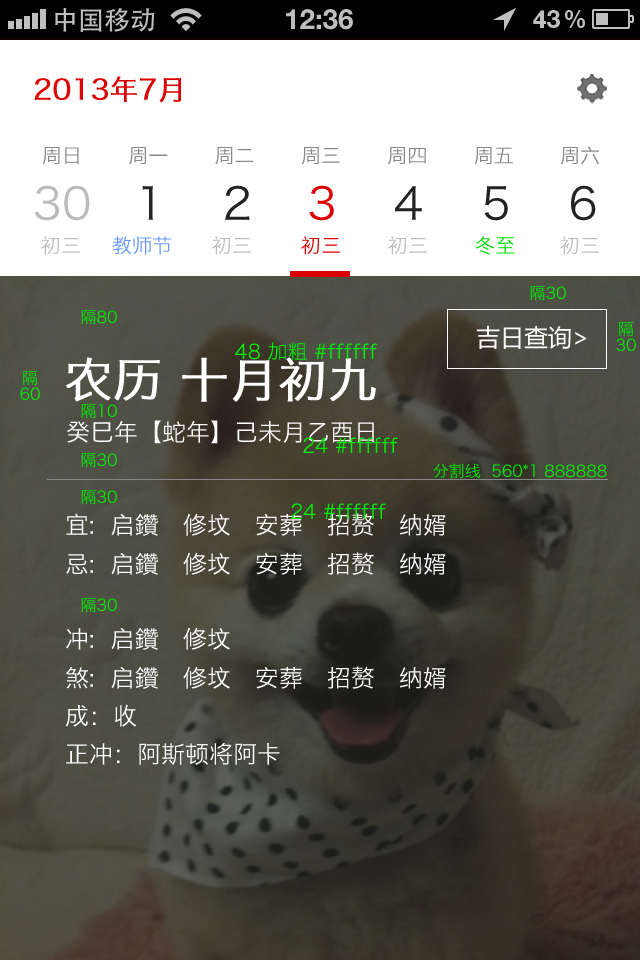 中国移动 12:36 43%
2013年7月
周日 周一 周二 周三 周四 周五 周六
30 1 2 3 4 5 6
初三 教师节 初三 初三 初三 冬至 初三
隔30
隔80
吉日查询>
隔30
48 加粗 #ffffff
隔60
农历 十月初九
隔10
癸巳年【蛇年】己未月乙酉日
24 #ffffff
隔30
分割线 560*1 888888
隔30
24 #ffffff
宜: 启鑽 修坟 安葬 招赘 纳婿
忌: 启鑽 修坟 安葬 招赘 纳婿
隔30
冲: 启鑽 修坟
煞: 启鑽 修坟 安葬 招赘 纳婿
成: 收
正冲: 阿斯顿将阿卡